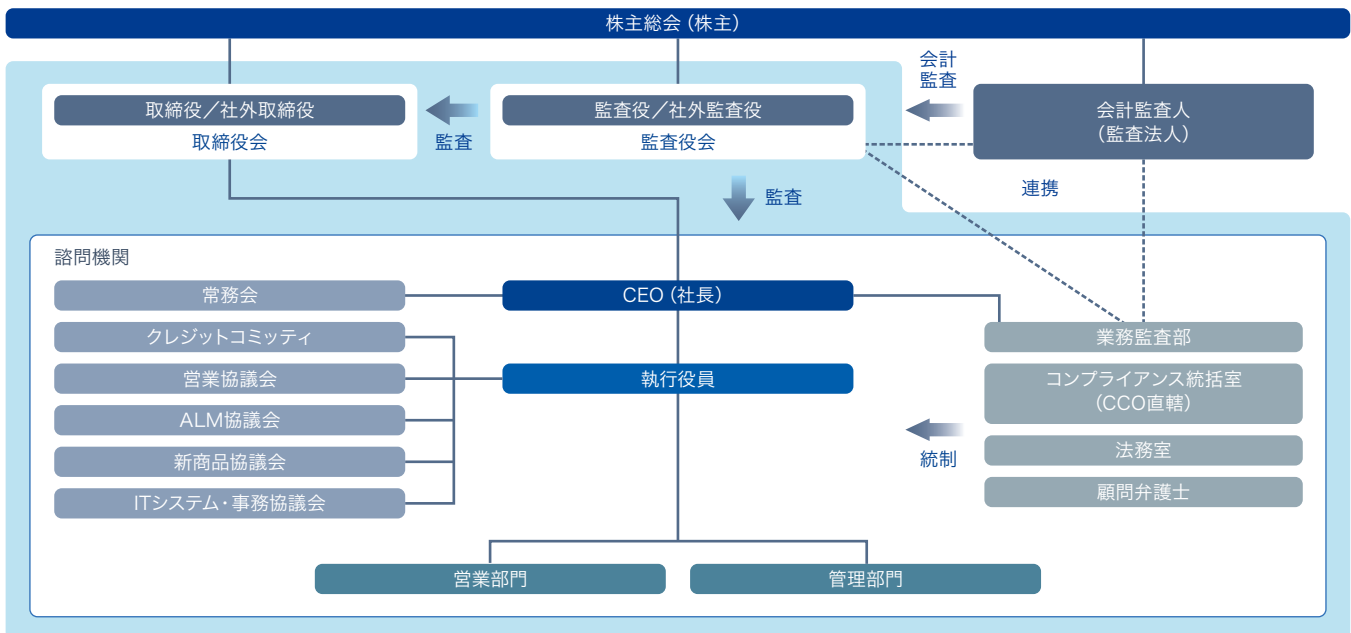 株主総会（株主）
会計
監査
取締役／社外取締役
取締役会
監査
監査役／社外監査役
監査役会
会計監査人
（監査法人）
連携
監査
諮問機関
常務会
CEO（社長）
クレジットコミッティ
業務監査部
営業協議会
執行役員
コンプライアンス統括室
（CCO直轄）
ALM協議会
統制
法務室
新商品協議会
顧問弁護士
ITシステム・事務協議会
営業部門
管理部門